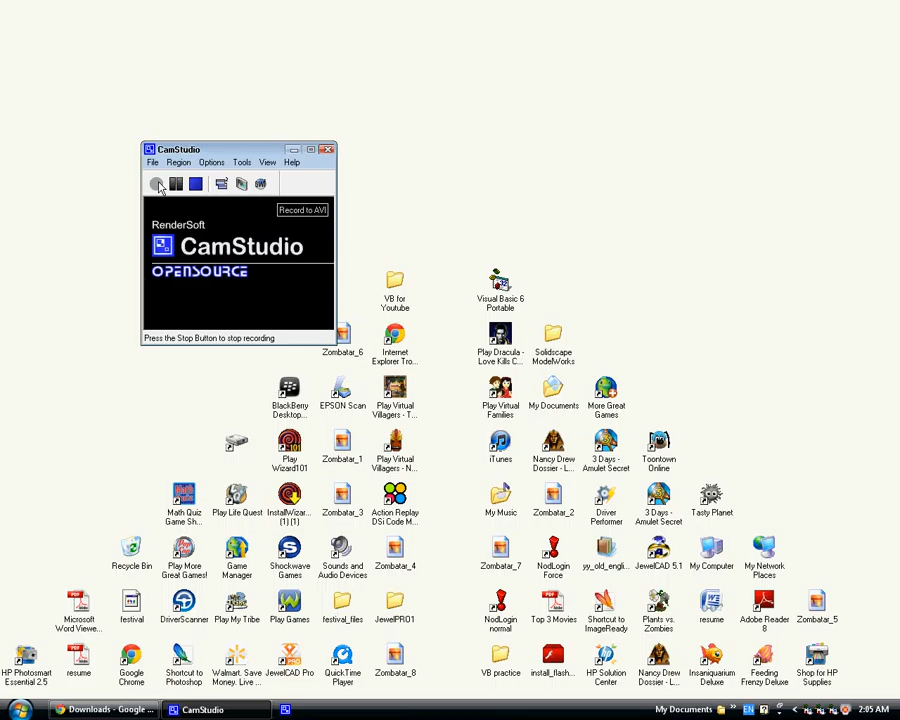 CamStudio
File Region Options Tools View Help
Record to AVI
RenderSoft
CamStudio
OPENSOURCE
Press the Stop Button to stop recording
VB for
Youtube
Visual Basic 6
Portable
Zombatar_6
Internet
Explorer Tro...
Play Dracula -
Love Kills C...
Solidscape
ModelWorks
BlackBerry
Desktop...
EPSON Scan
Play Virtual
Villagers - T...
Play Virtual
Families
My Documents
More Great
Games
Play
Wizard101
Zombatar_1
Play Virtual
Villagers - N...
iTunes
Nancy Drew
Dossier - L...
3 Days -
Amulet Secret
Toontown
Online
Math Quiz
Game Sh...
Play Life Quest
InstallWizar...
(1) (1)
Zombatar_3
Action Replay
DSi Code M...
My Music
Zombatar_2
Driver
Performer
3 Days -
Amulet Secret
Tasty Planet
Recycle Bin
Play More
Great Games!
Game
Manager
Shockwave
Games
Sounds and
Audio Devices
Zombatar_4
Zombatar_7
NodLogin
Force
yy_old_engli...
JewelCAD 5.1
My Computer
My Network
Places
Microsoft
Word Viewe...
festival
DriverScanner
Play My Tribe
Play Games
festival_files
JewelPRO1
NodLogin
normal
Top 3 Movies
Shortcut to
ImageReady
Plants vs.
Zombies
resume
Adobe Reader
8
Zombatar_5
HP Photosmart
Essential 2.5
resume
Google
Chrome
Shortcut to
Photoshop
Walmart. Save
Money. Live ...
JewelCAD Pro
QuickTime
Player
Zombatar_8
VB practice
install_flash...
HP Solution
Center
Nancy Drew
Dossier - L...
Insaniquarium
Deluxe
Feeding
Frenzy Deluxe
Shop for HP
Supplies
Downloads - Google ...
CamStudio
My Documents
»
EN
2:05 AM